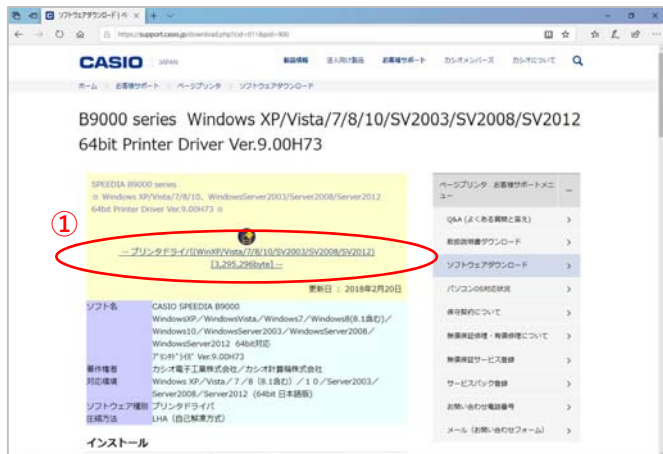 ソフトウェアダウンロード(ペ
https://support.casio.jp/download.php?cid=011&pid=900
CASIO JAPAN
製品情報 法人向け製品 お客様サポート カシオメンバーズ カシオについて
ホーム お客様サポート ページプリンタ ソフトウェアダウンロード
B9000 series Windows XP/Vista/7/8/10/SV2003/SV2008/SV2012
64bit Printer Driver Ver.9.00H73
SPEEDIA B9000 series
¤ Windows XP/Vista/7/8/10、WindowsServer2003/Server2008/Server2012
64bit Printer Driver Ver.9.00H73 ¤
①
-- プリンタドライバ(WinXP/Vista/7/8/10/SV2003/SV2008/SV2012)
[3,295,296byte] --
更新日 : 2018年2月20日
ソフト名 CASIO SPEEDIA B9000
WindowsXP/WindowsVista/Windows7/Windows8(8.1含む)/
Windows10/WindowsServer2003/WindowsServer2008/
WindowsServer2012 64bit対応
プリンタドライバ Ver.9.00H73
著作権者 カシオ電子工業株式会社/カシオ計算機株式会社
対応環境 Windows XP/Vista/7/8(8.1含む)/10/Server2003/
Server2008/Server2012 (64bit 日本語版)
ソフトウェア種別 プリンタドライバ
圧縮方法 LHA(自己解凍方式)
インストール
ページプリンタ お客様サポートメニ
ュー
Q&A(よくある質問と答え)
取扱説明書ダウンロード
ソフトウェアダウンロード
パソコンOS対応状況
保守契約について
無償保証修理・有償修理について
無償保証サービス登録
サービスパック登録
お問い合わせ電話番号
メール(お問い合わせフォーム)